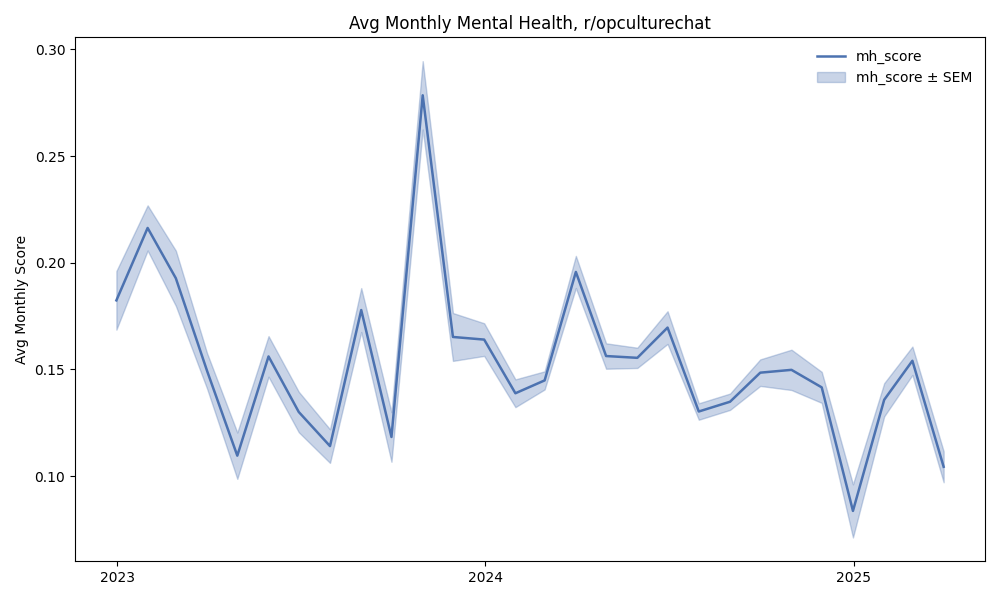 Avg Monthly Mental Health, r/opculturechat
mh_score
mh_score ± SEM
Avg Monthly Score
0.30
0.25
0.20
0.15
0.10
2023
2024
2025